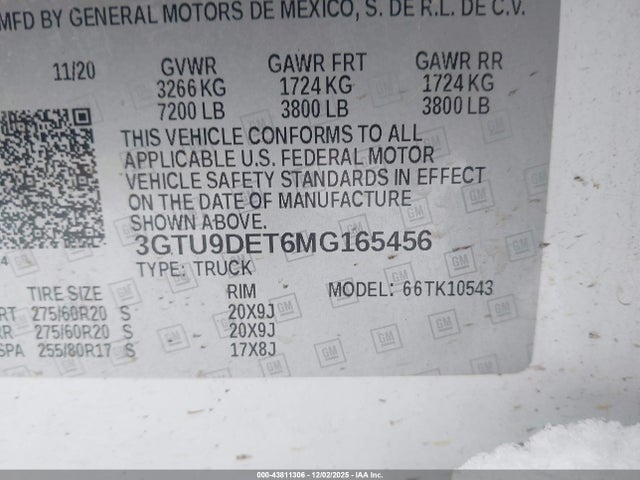 MFD BY GENERAL MOTORS DE MEXICO, S. DE R.L. DE C.V.
11/20 GVWR GAWR FRT GAWR RR
3266 KG 1724 KG 1724 KG
7200 LB 3800 LB 3800 LB
THIS VEHICLE CONFORMS TO ALL
APPLICABLE U.S. FEDERAL MOTOR
VEHICLE SAFETY STANDARDS IN EFFECT
ON THE DATE OF MANUFACTURE
SHOWN ABOVE.
3GTU9DET6MG165456
TYPE: TRUCK
TIRE SIZE RIM MODEL: 66TK10543
RT 275/60R20 S 20X9J
RR 275/60R20 S 20X9J
SPA 255/80R17 S 17X8J
000-43811306 - 12/02/2025 - IAA Inc.